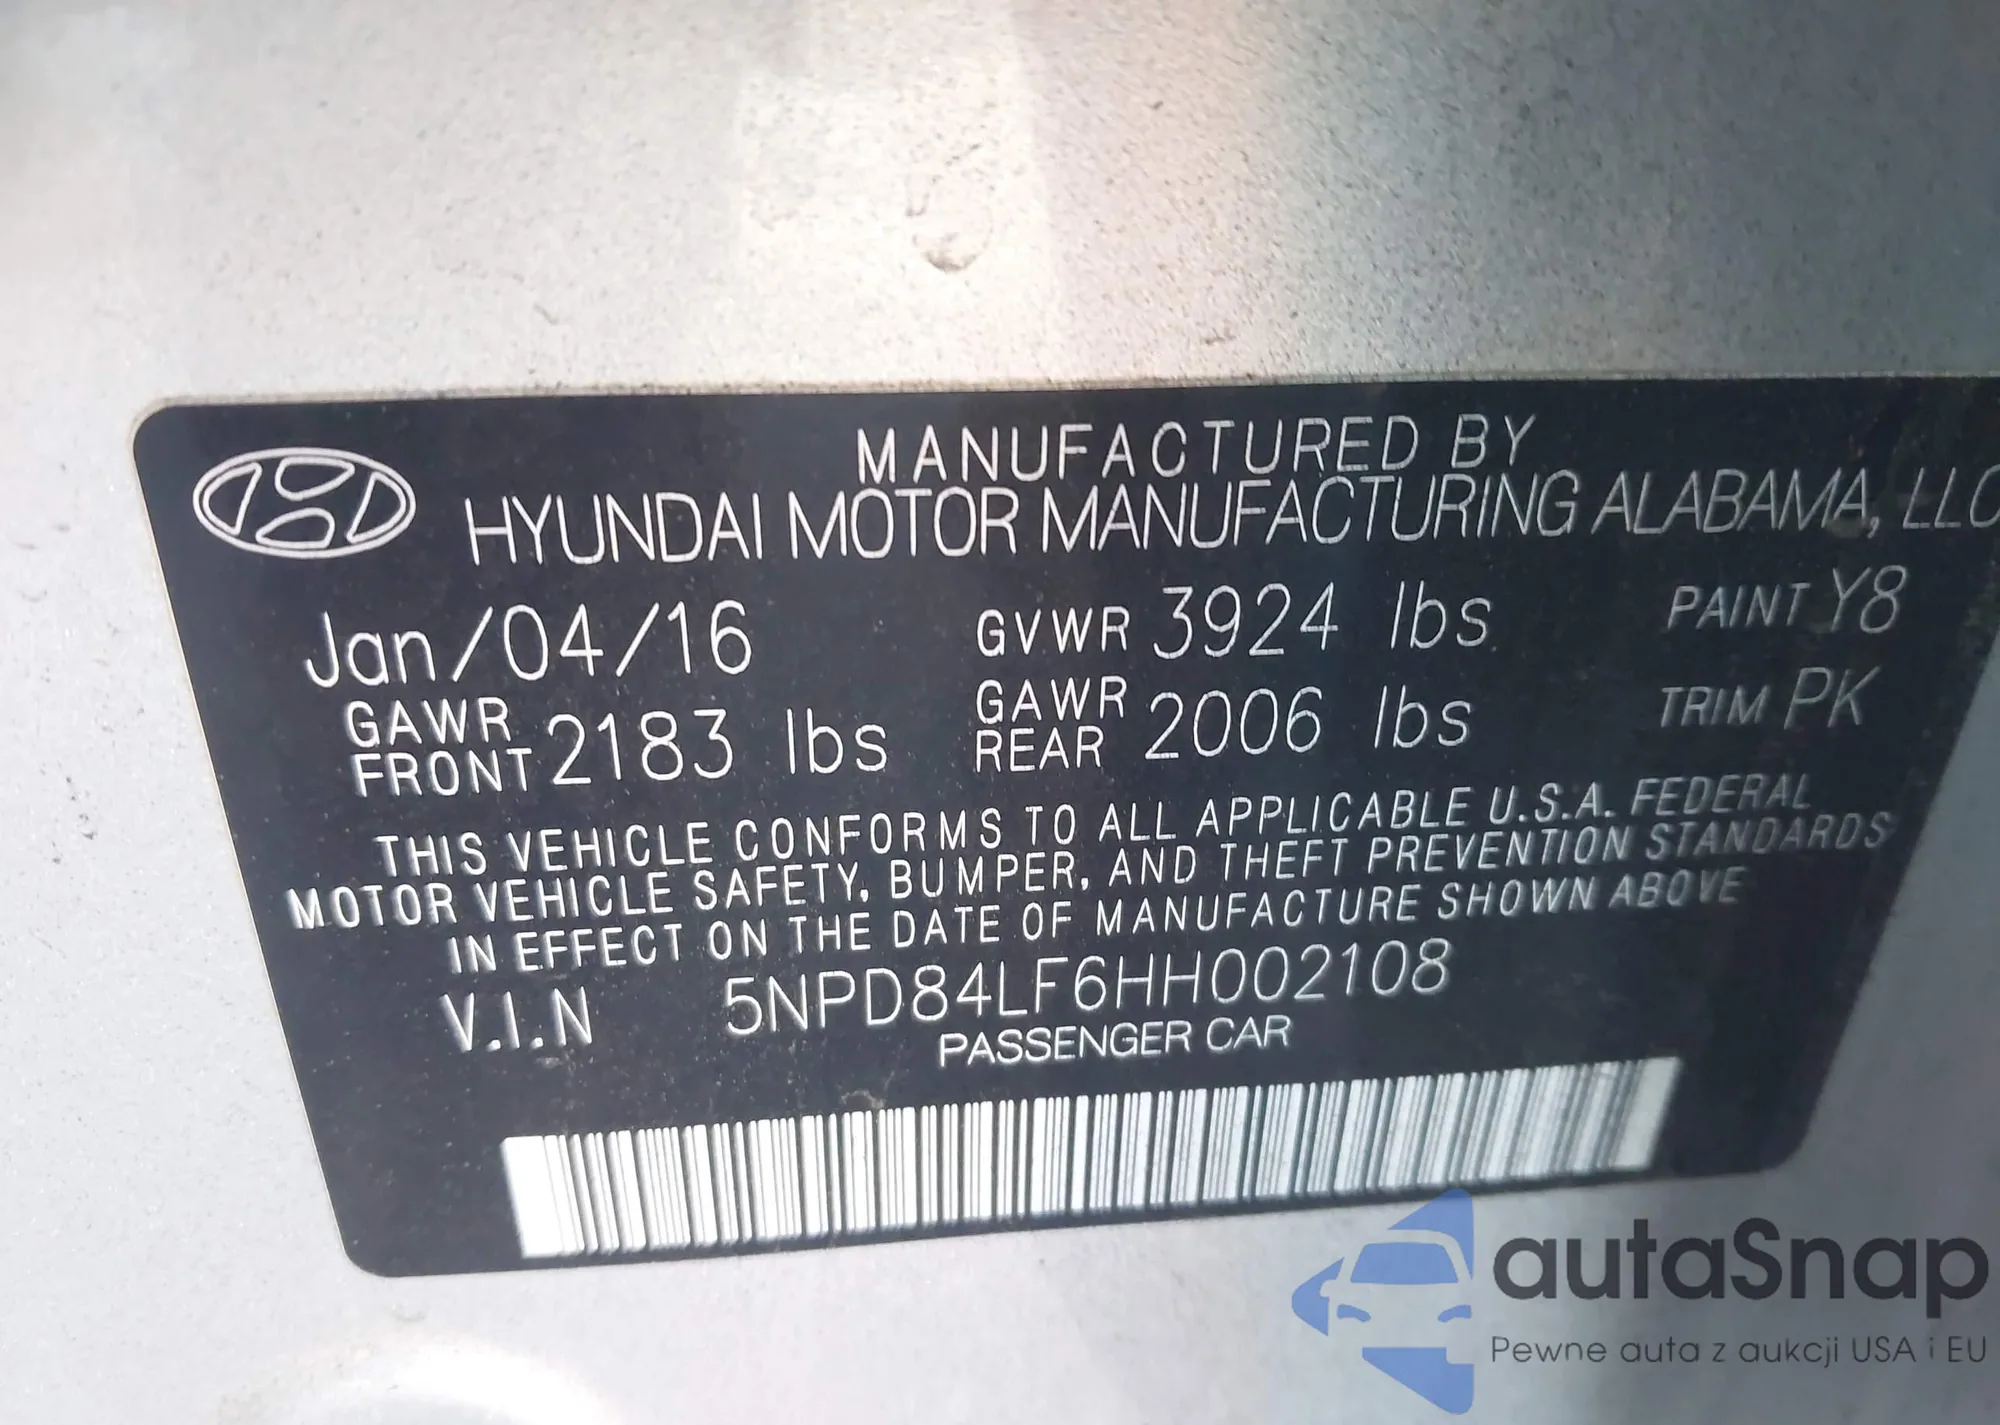 MANUFACTURED BY
HYUNDAI MOTOR MANUFACTURING ALABAMA, LLC
Jan/04/16 GVWR 3924 lbs PAINT Y8
GAWR FRONT 2183 lbs GAWR REAR 2006 lbs TRIM PK
THIS VEHICLE CONFORMS TO ALL APPLICABLE U.S.A. FEDERAL
MOTOR VEHICLE SAFETY, BUMPER, AND THEFT PREVENTION STANDARDS
IN EFFECT ON THE DATE OF MANUFACTURE SHOWN ABOVE
V.I.N 5NPD84LF6HH002108
PASSENGER CAR
autaSnap
Pewne auta z aukcji USA i EU